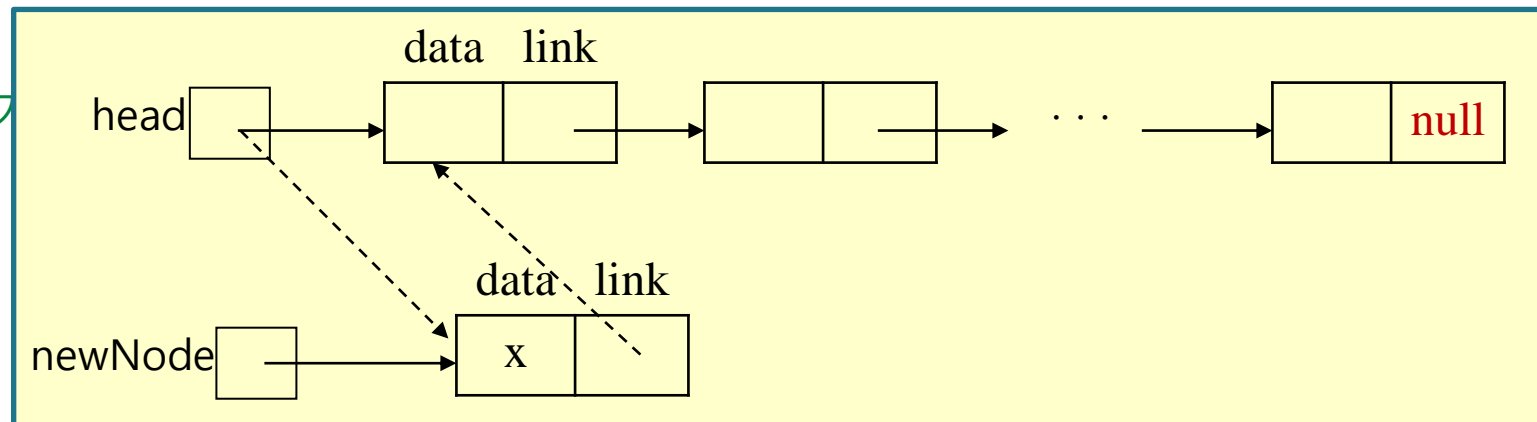 data link
head . . . null
data link
newNode x